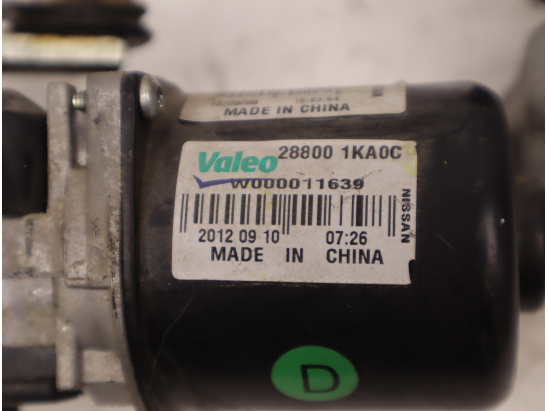 MADE IN CHINA
Valeo 28800 1KA0C
W000011639
NISSAN
2012 09 10 07:26
MADE IN CHINA
D